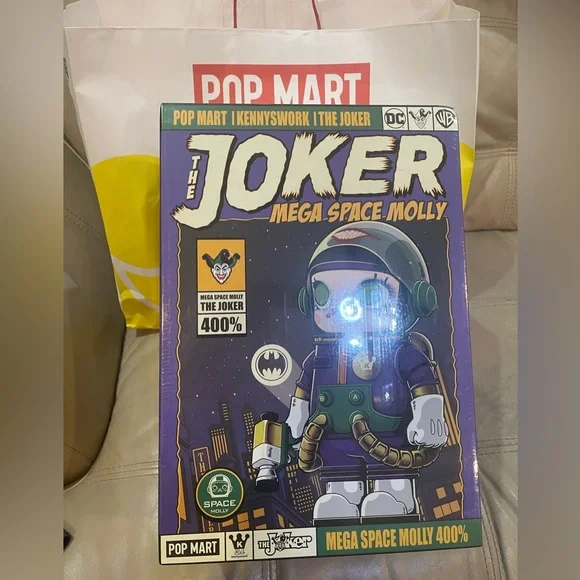 POP MART
POP MART | KENNYSWORK | THE JOKER
DC
WB
THE
JOKER
MEGA SPACE MOLLY
MEGA SPACE MOLLY
THE JOKER
400%
SPACE
MOLLY
POP MART
K
THE Joker
MEGA SPACE MOLLY 400%